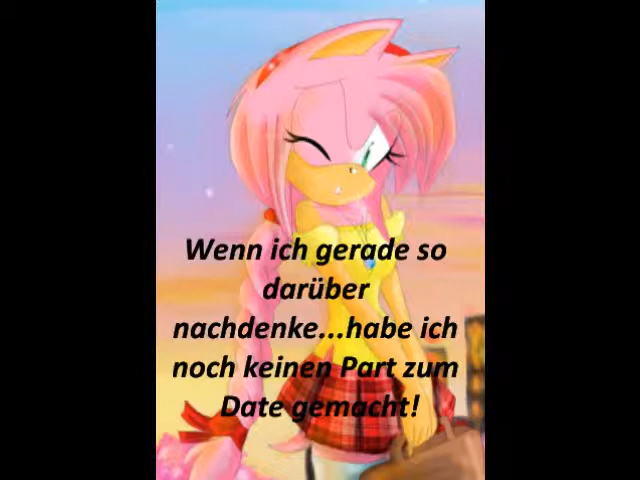 Wenn ich gerade so
darüber
nachdenke...habe ich
noch keinen Part zum
Date gemacht!